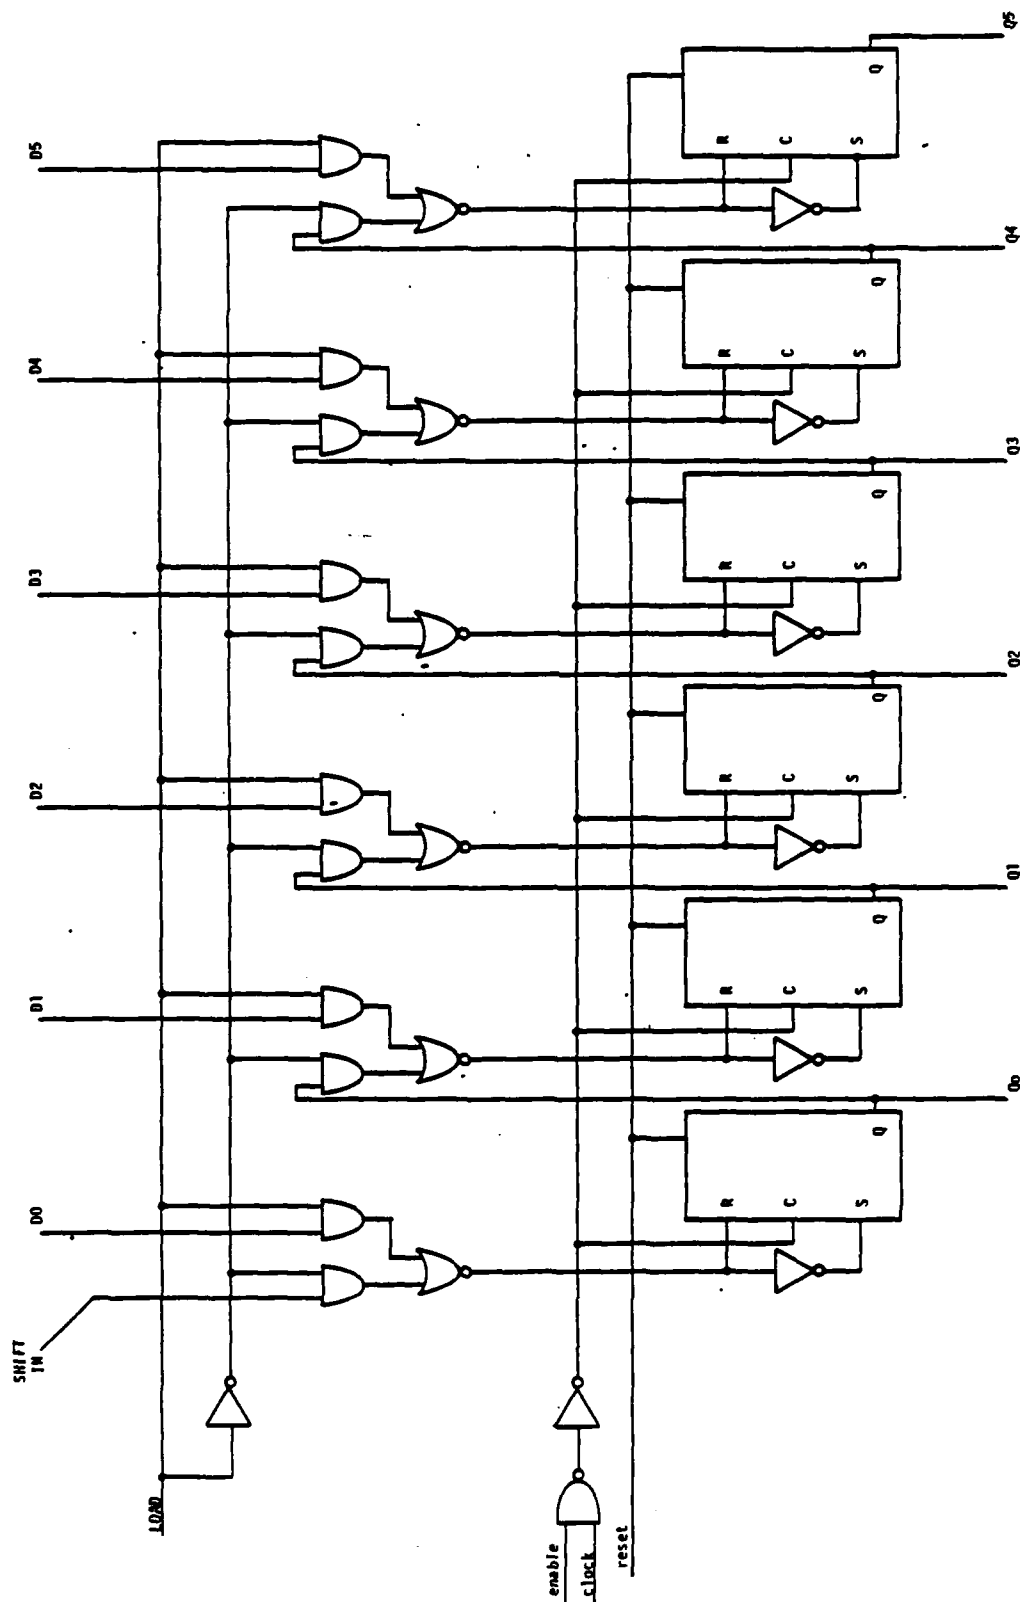 D5
D4
D3
D2
D1
D0
SHIFT
IN
LOAD
enable
clock
reset
R
C
S
Q
R
C
S
Q
R
C
S
Q
R
C
S
Q
R
C
S
Q
R
C
S
Q
Q5
Q4
Q3
Q2
Q1
Q0